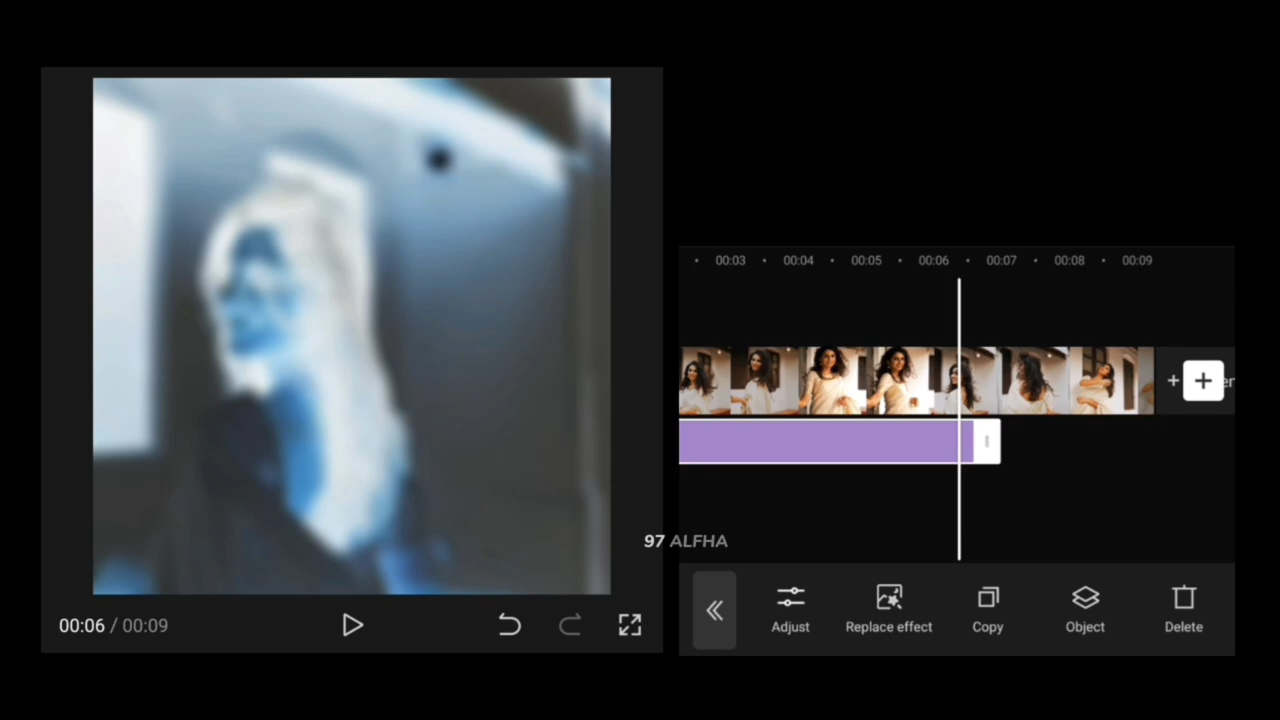 00:03 00:04 00:05 00:06 00:07 00:08 00:09
+ + er
97 ALFHA
00:06 / 00:09
Adjust Replace effect Copy Object Delete